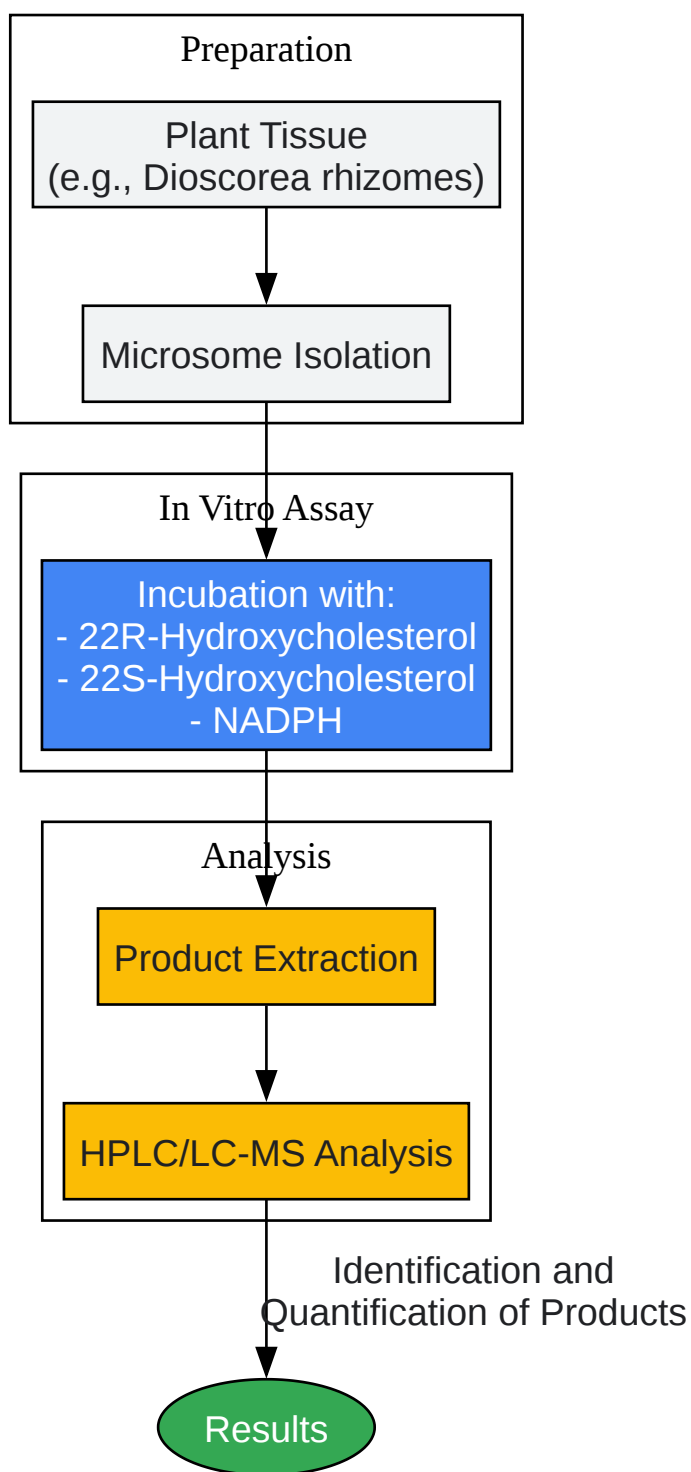 Preparation
Plant Tissue
(e.g., Dioscorea rhizomes)
Microsome Isolation
In Vitro Assay
Incubation with:
- 22R-Hydroxycholesterol
- 22S-Hydroxycholesterol
- NADPH
Analysis
Product Extraction
HPLC/LC-MS Analysis
Identification and
Quantification of Products
Results